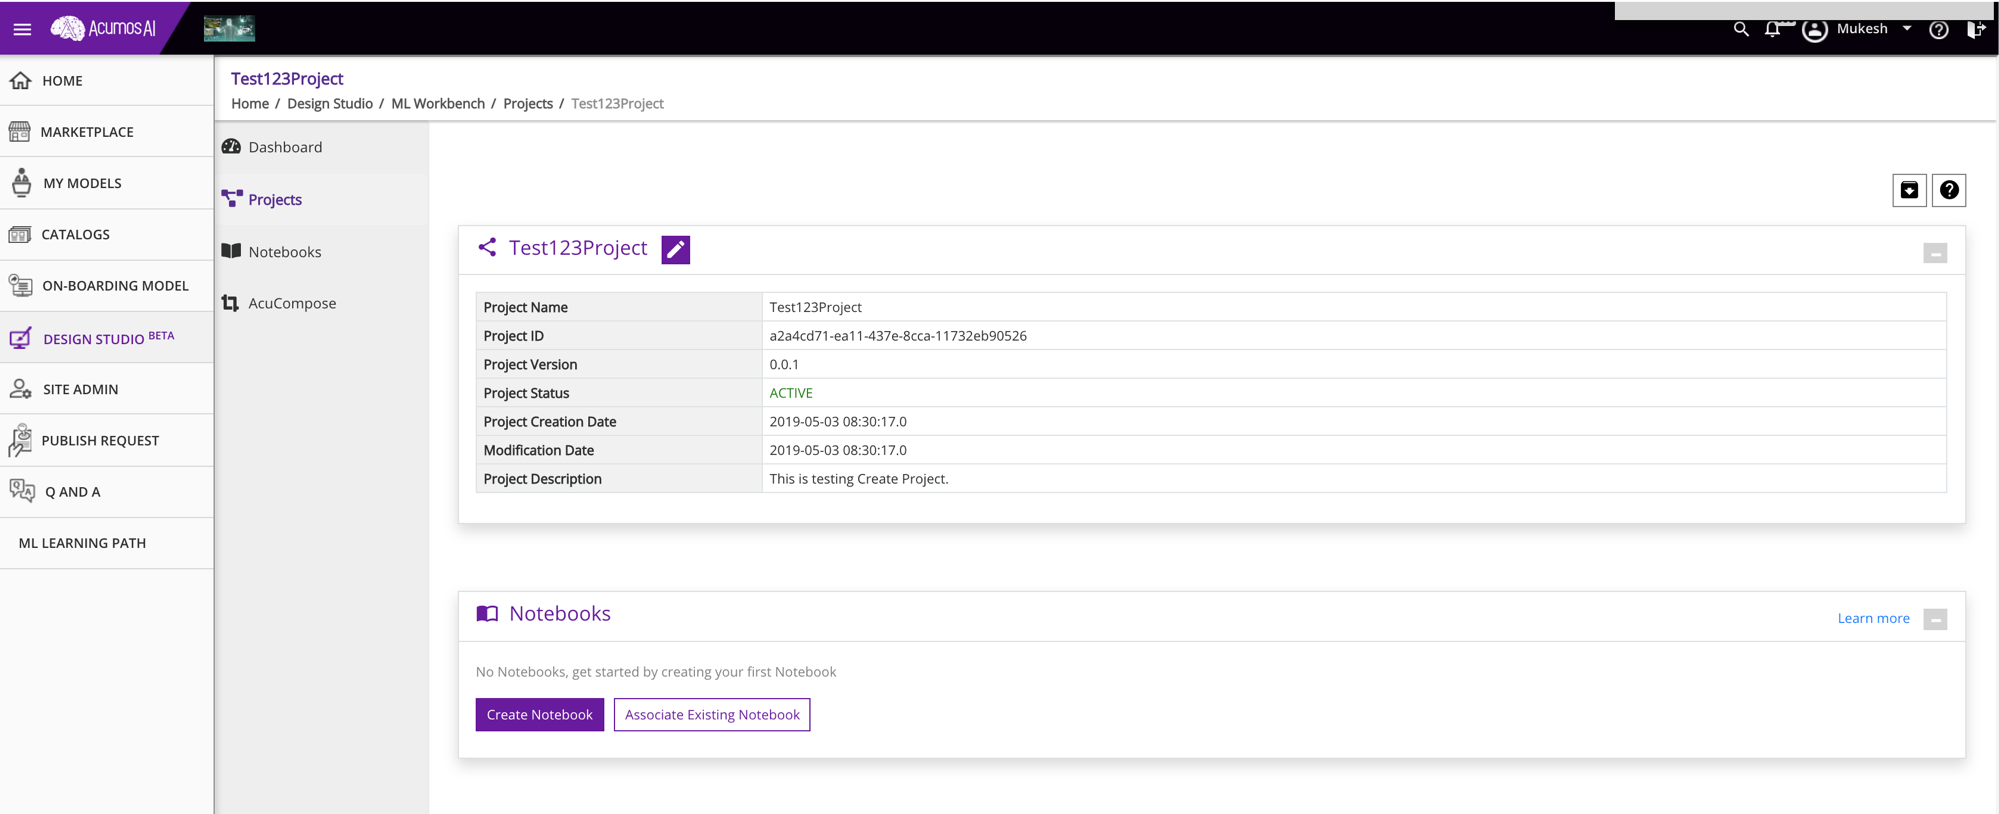 Acumos AI
Mukesh
HOME
MARKETPLACE
MY MODELS
CATALOGS
ON-BOARDING MODEL
DESIGN STUDIO BETA
SITE ADMIN
PUBLISH REQUEST
Q AND A
ML LEARNING PATH
Test123Project
Home / Design Studio / ML Workbench / Projects / Test123Project
Dashboard
Projects
Notebooks
AcuCompose
Test123Project
Project Name Test123Project
Project ID a2a4cd71-ea11-437e-8cca-11732eb90526
Project Version 0.0.1
Project Status ACTIVE
Project Creation Date 2019-05-03 08:30:17.0
Modification Date 2019-05-03 08:30:17.0
Project Description This is testing Create Project.
Notebooks
Learn more
No Notebooks, get started by creating your first Notebook
Create Notebook Associate Existing Notebook